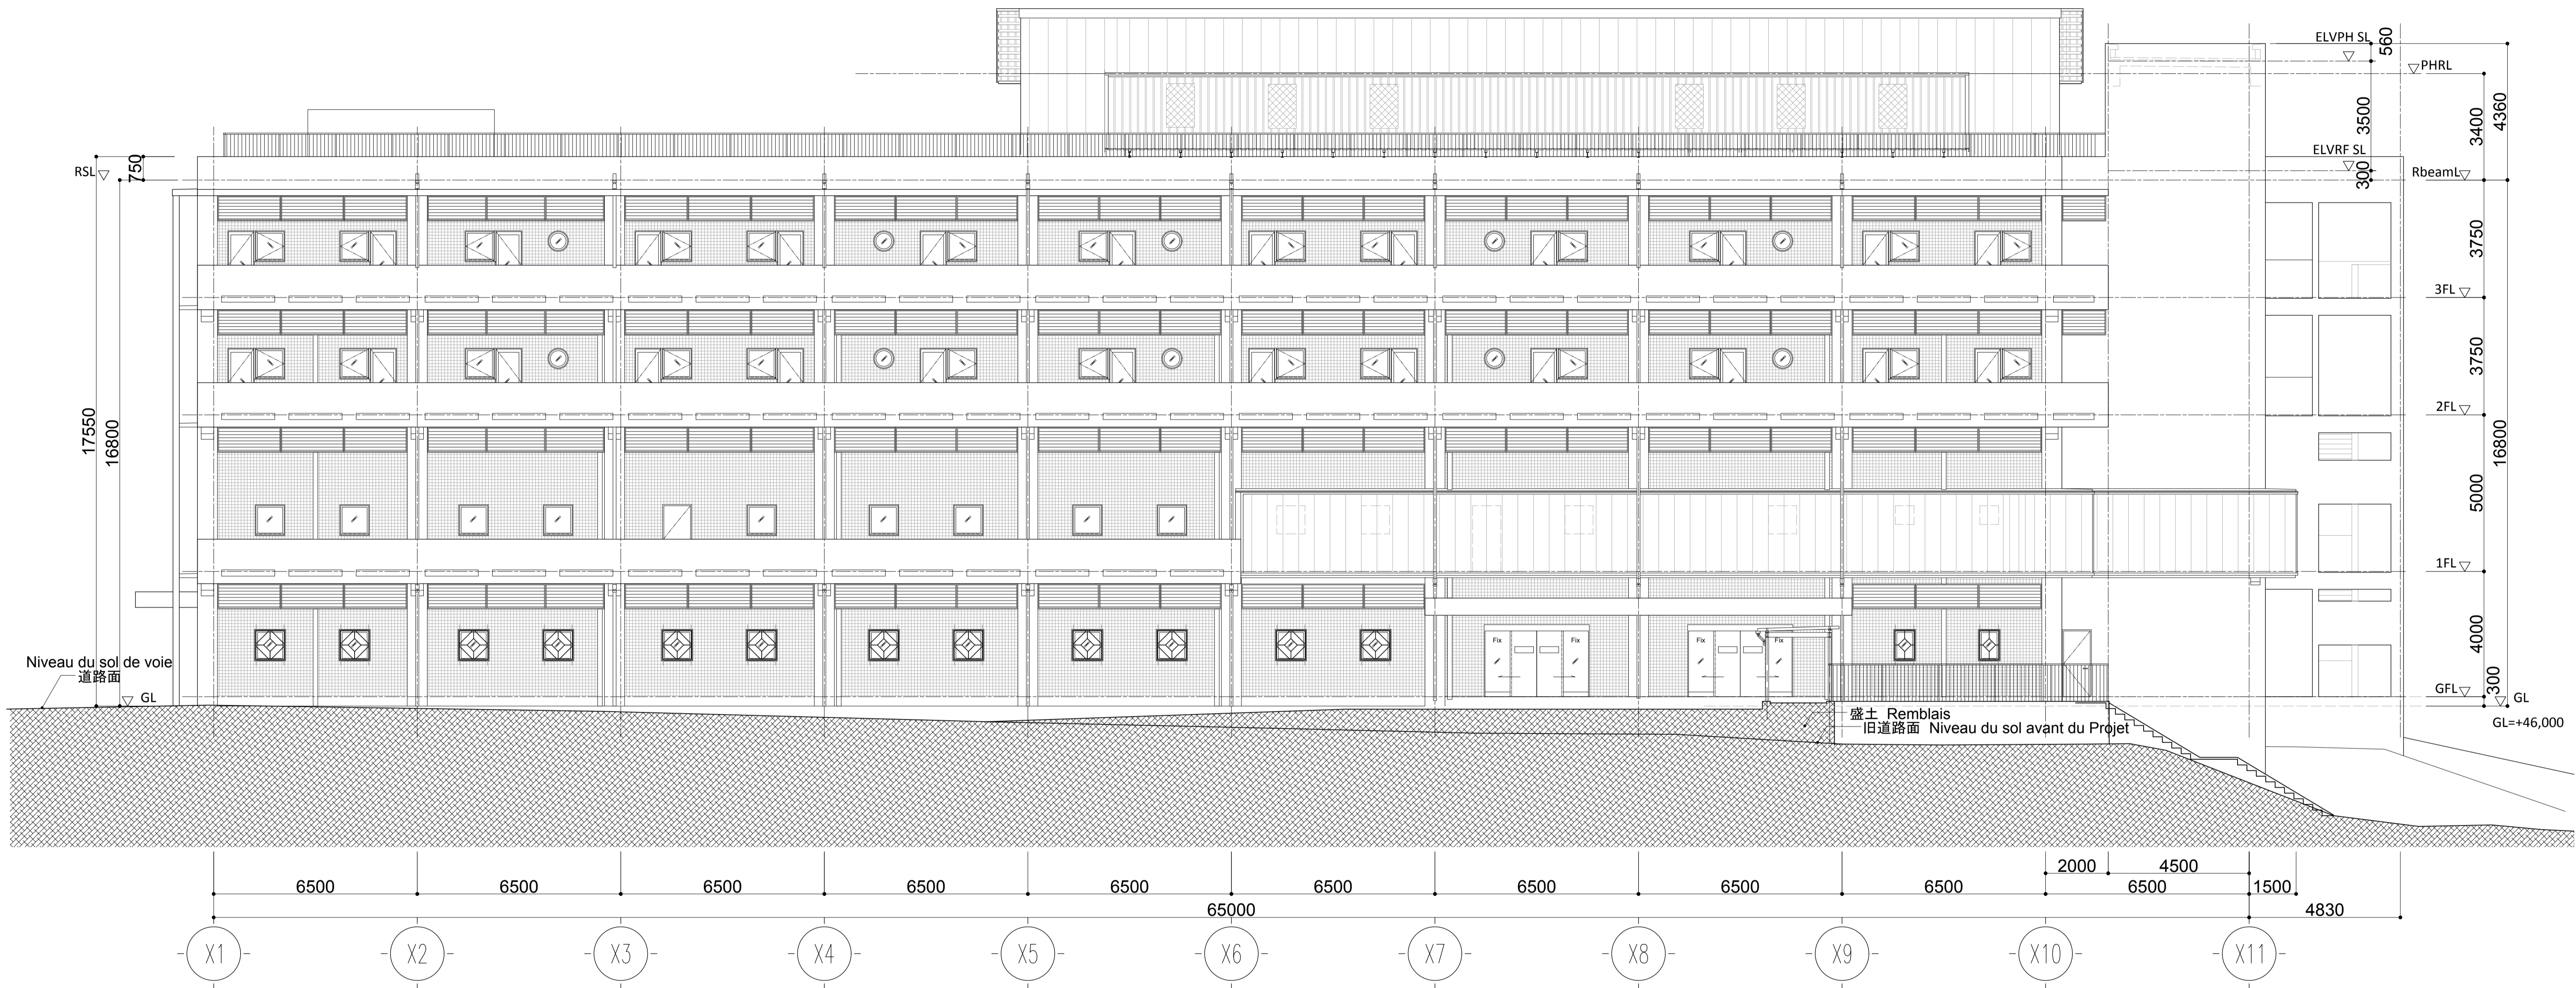 ELVPH SL
560
PHRL
3500
3400
4360
ELVRF SL
300
RbeamL
RSL
750
17550
16800
3750
3FL
3750
2FL
16800
5000
1FL
4000
300
GFL
GL
GL=+46,000
Niveau du sol de voie
道路面
GL
Fix
Fix
Fix
Fix
盛土 Remblais
旧道路面 Niveau du sol avant du Projet
2000
4500
6500
6500
6500
6500
6500
6500
6500
6500
6500
6500
1500
65000
4830
X1
X2
X3
X4
X5
X6
X7
X8
X9
X10
X11